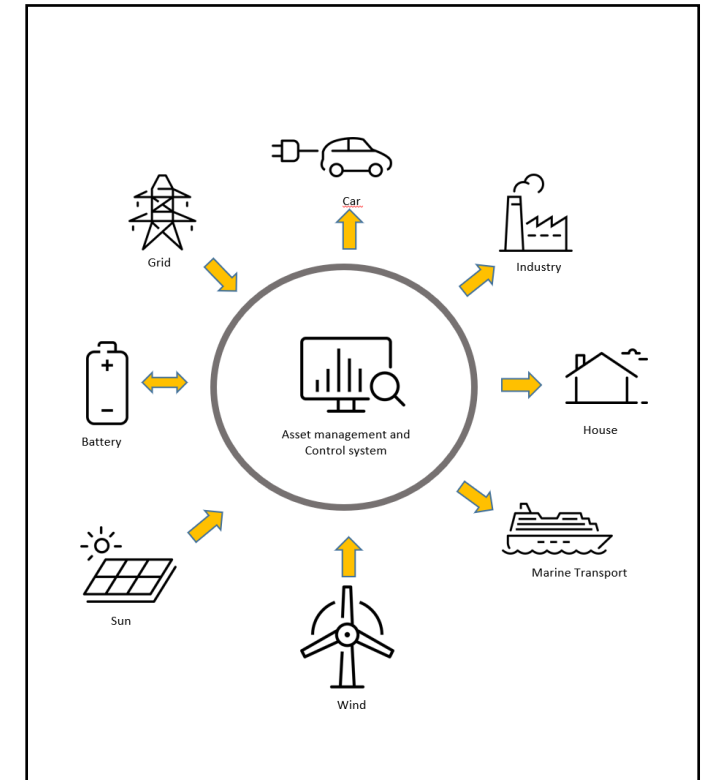 Car
Grid
Industry
Battery
Asset management and
Control system
House
Marine Transport
Sun
Wind